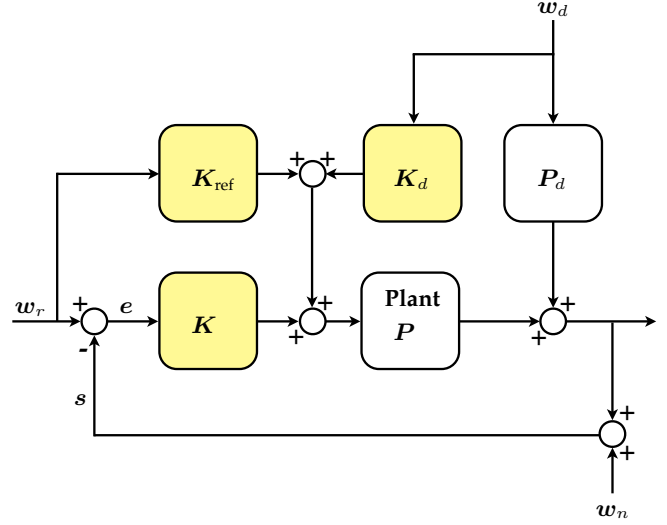 w_d
+ +
K_ref
K_d
P_d
w_r
+
e
-
K
+
+
Plant
P
+
+
s
+
+
w_n